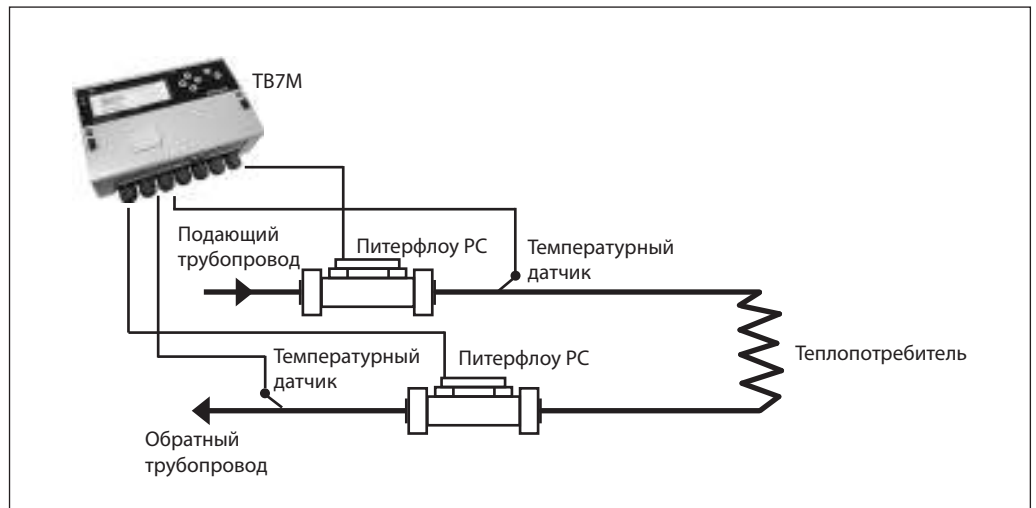 ТВ7М
Подающий
трубопровод
Питерфлоу РС
Температурный
датчик
Температурный
датчик
Питерфлоу РС
Теплопотребитель
Обратный
трубопровод